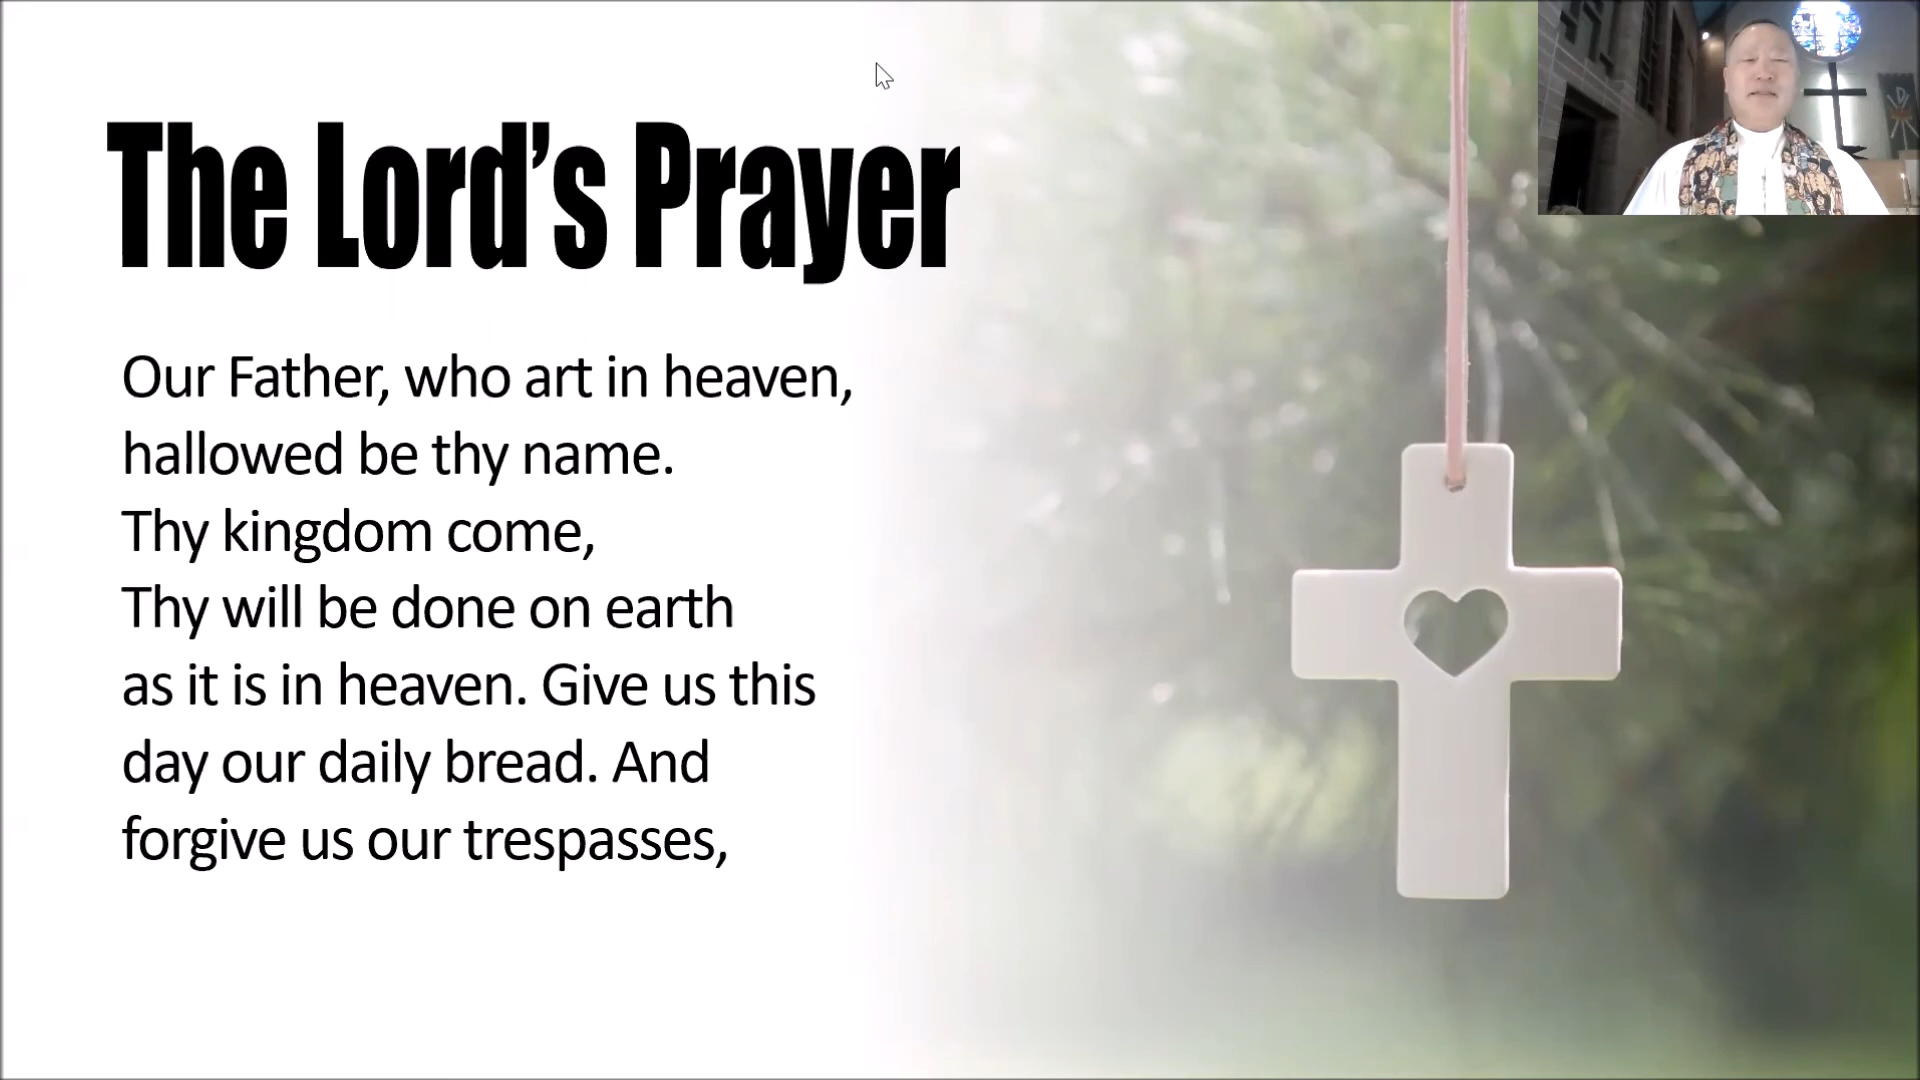 The Lord’s Prayer
Our Father, who art in heaven,
hallowed be thy name.
Thy kingdom come,
Thy will be done on earth
as it is in heaven. Give us this
day our daily bread. And
forgive us our trespasses,